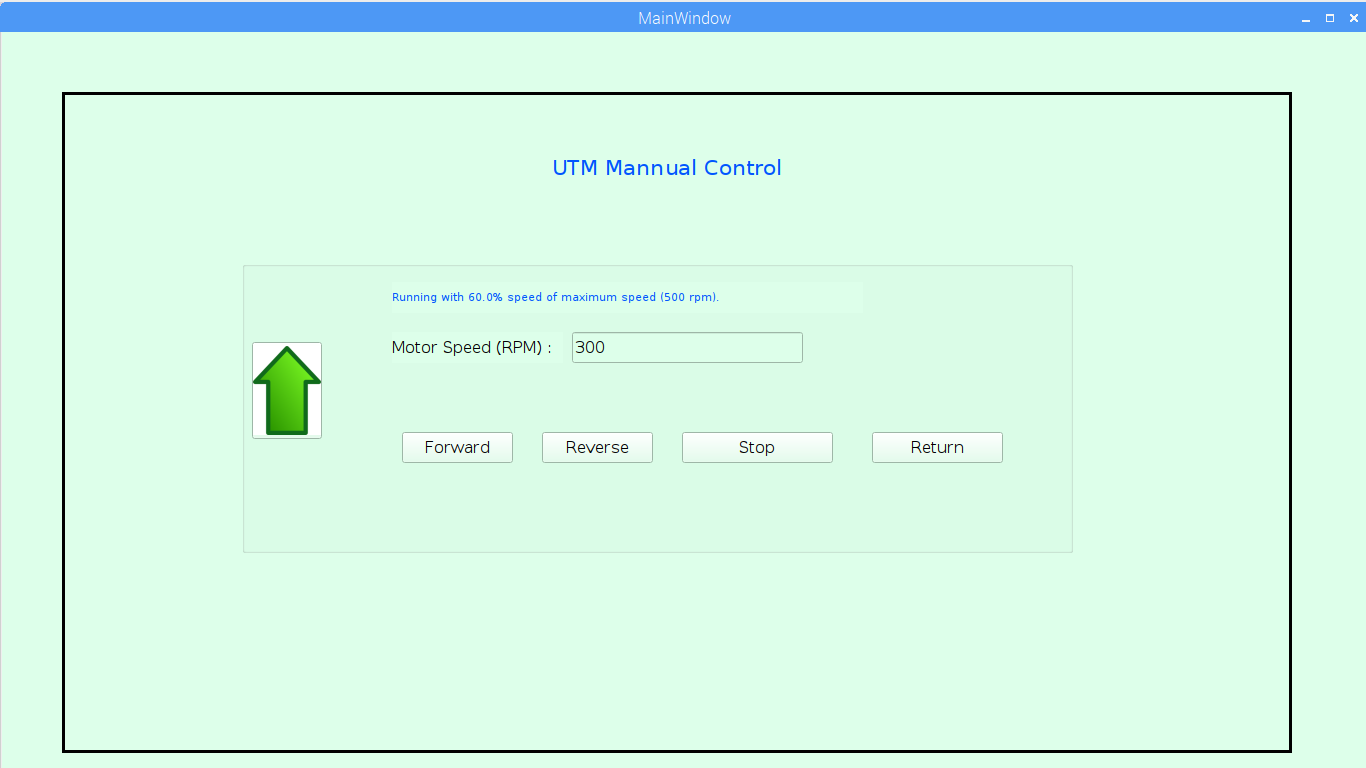 MainWindow
UTM Mannual Control
Running with 60.0% speed of maximum speed (500 rpm).
Motor Speed (RPM) : 300
Forward Reverse Stop Return